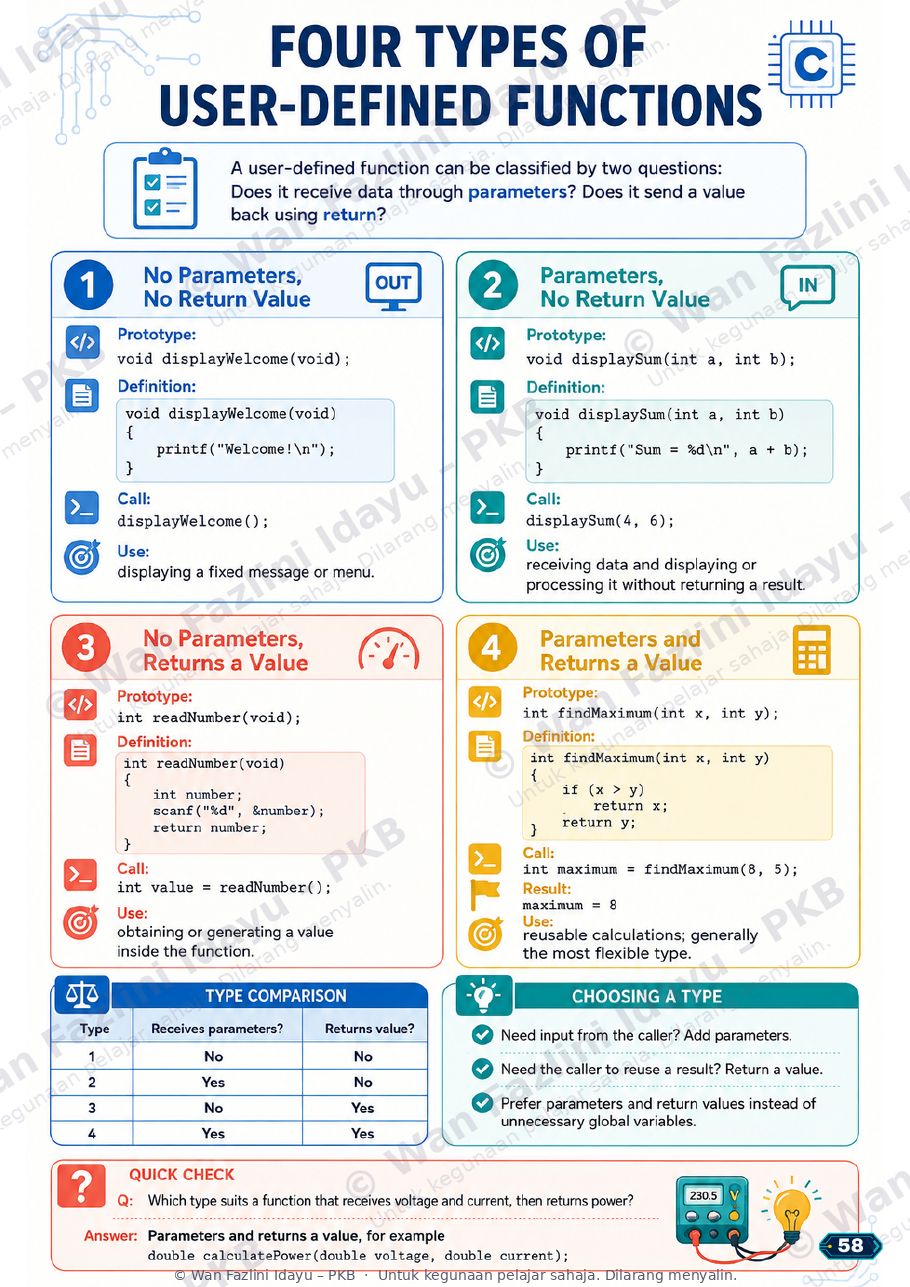 FOUR TYPES OF
USER-DEFINED FUNCTIONS
C
A user-defined function can be classified by two questions:
Does it receive data through parameters? Does it send a value
back using return?
1
No Parameters,
No Return Value
OUT
</>
Prototype:
void displayWelcome(void);
Definition:
void displayWelcome(void)
{
printf("Welcome!\n");
}
>_
Call:
displayWelcome();
Use:
displaying a fixed message or menu.
2
Parameters,
No Return Value
IN
</>
Prototype:
void displaySum(int a, int b);
Definition:
void displaySum(int a, int b)
{
printf("Sum = %d\n", a + b);
}
>_
Call:
displaySum(4, 6);
Use:
receiving data and displaying or
processing it without returning a result.
3
No Parameters,
Returns a Value
</>
Prototype:
int readNumber(void);
Definition:
int readNumber(void)
{
int number;
scanf("%d", &number);
return number;
}
>_
Call:
int value = readNumber();
Use:
obtaining or generating a value
inside the function.
4
Parameters and
Returns a Value
</>
Prototype:
int findMaximum(int x, int y);
Definition:
int findMaximum(int x, int y)
{
if (x > y)
return x;
return y;
}
>_
Call:
int maximum = findMaximum(8, 5);
Result:
maximum = 8
Use:
reusable calculations; generally
the most flexible type.
TYPE COMPARISON
Type Receives parameters? Returns value?
1 No No
2 Yes No
3 No Yes
4 Yes Yes
CHOOSING A TYPE
Need input from the caller? Add parameters.
Need the caller to reuse a result? Return a value.
Prefer parameters and return values instead of
unnecessary global variables.
?
QUICK CHECK
Q: Which type suits a function that receives voltage and current, then returns power?
Answer: Parameters and returns a value, for example
double calculatePower(double voltage, double current);
230.5 V
58
© Wan Fazlini Idayu – PKB · Untuk kegunaan pelajar sahaja. Dilarang menyalin.
© Wan Fazlini Idayu – PKB
Untuk kegunaan pelajar sahaja. Dilarang menyalin.